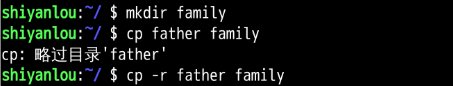 shiyanlou:~/ $ mkdir family
shiyanlou:~/ $ cp father family
cp: 略过目录'father'
shiyanlou:~/ $ cp -r father family